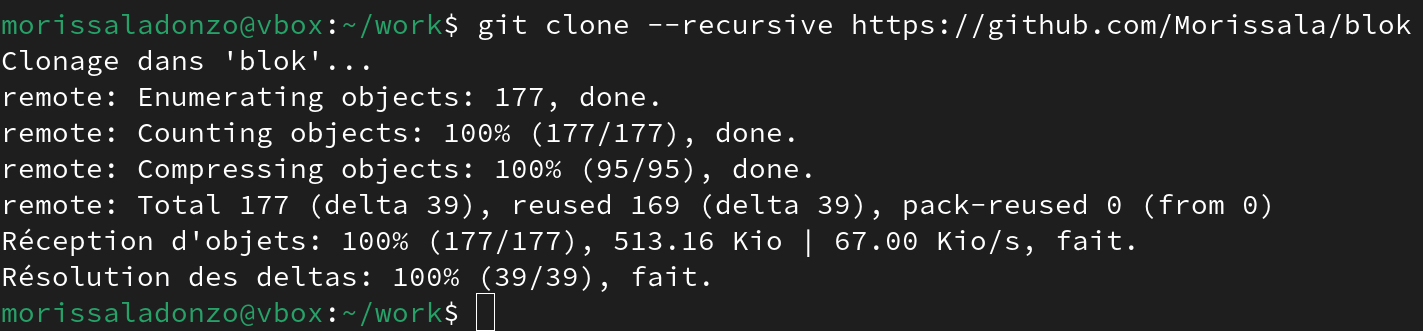 morissaladonzo@vbox:~/work$ git clone --recursive https://github.com/Morissala/blok
Clonage dans 'blok'...
remote: Enumerating objects: 177, done.
remote: Counting objects: 100% (177/177), done.
remote: Compressing objects: 100% (95/95), done.
remote: Total 177 (delta 39), reused 169 (delta 39), pack-reused 0 (from 0)
Réception d'objets: 100% (177/177), 513.16 Kio | 67.00 Kio/s, fait.
Résolution des deltas: 100% (39/39), fait.
morissaladonzo@vbox:~/work$